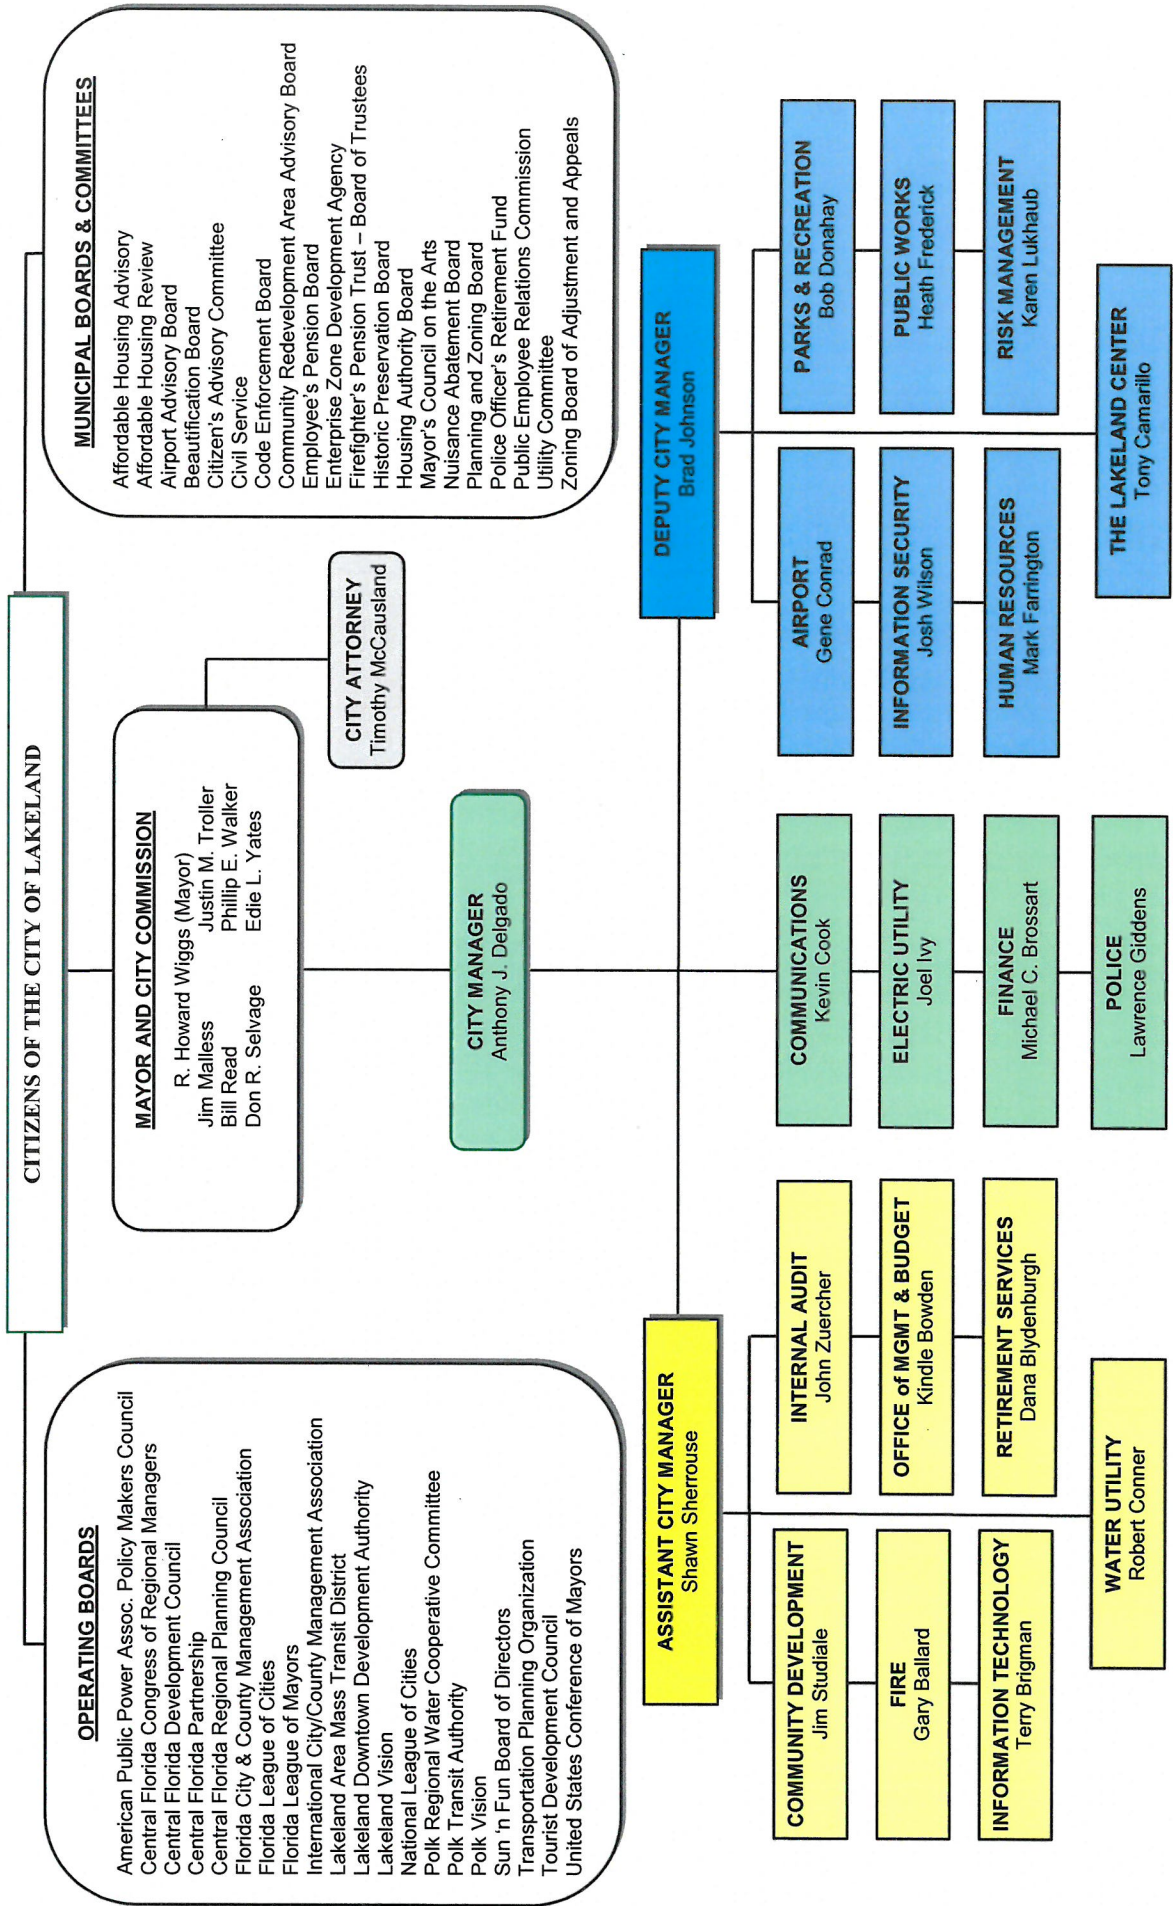 CITIZENS OF THE CITY OF LAKELAND
OPERATING BOARDS
American Public Power Assoc. Policy Makers Council
Central Florida Congress of Regional Managers
Central Florida Development Council
Central Florida Partnership
Central Florida Regional Planning Council
Florida City & County Management Association
Florida League of Cities
Florida League of Mayors
International City/County Management Association
Lakeland Area Mass Transit District
Lakeland Downtown Development Authority
Lakeland Vision
National League of Cities
Polk Regional Water Cooperative Committee
Polk Transit Authority
Polk Vision
Sun ‘n Fun Board of Directors
Transportation Planning Organization
Tourist Development Council
United States Conference of Mayors
MAYOR AND CITY COMMISSION
R. Howard Wiggs (Mayor)
Jim Malless Justin M. Troller
Bill Read Phillip E. Walker
Don R. Selvage Edie L. Yates
MUNICIPAL BOARDS & COMMITTEES
Affordable Housing Advisory
Affordable Housing Review
Airport Advisory Board
Beautification Board
Citizen’s Advisory Committee
Civil Service
Code Enforcement Board
Community Redevelopment Area Advisory Board
Employee’s Pension Board
Enterprise Zone Development Agency
Firefighter’s Pension Trust – Board of Trustees
Historic Preservation Board
Housing Authority Board
Mayor’s Council on the Arts
Nuisance Abatement Board
Planning and Zoning Board
Police Officer’s Retirement Fund
Public Employee Relations Commission
Utility Committee
Zoning Board of Adjustment and Appeals
CITY ATTORNEY
Timothy McCausland
CITY MANAGER
Anthony J. Delgado
ASSISTANT CITY MANAGER
Shawn Sherrouse
DEPUTY CITY MANAGER
Brad Johnson
COMMUNITY DEVELOPMENT
Jim Studiale
INTERNAL AUDIT
John Zuercher
COMMUNICATIONS
Kevin Cook
AIRPORT
Gene Conrad
PARKS & RECREATION
Bob Donahay
FIRE
Gary Ballard
OFFICE of MGMT & BUDGET
Kindle Bowden
ELECTRIC UTILITY
Joel Ivy
INFORMATION SECURITY
Josh Wilson
PUBLIC WORKS
Heath Frederick
INFORMATION TECHNOLOGY
Terry Brigman
RETIREMENT SERVICES
Dana Blydenburgh
FINANCE
Michael C. Brossart
HUMAN RESOURCES
Mark Farrington
RISK MANAGEMENT
Karen Lukhaub
WATER UTILITY
Robert Conner
POLICE
Lawrence Giddens
THE LAKELAND CENTER
Tony Camarillo